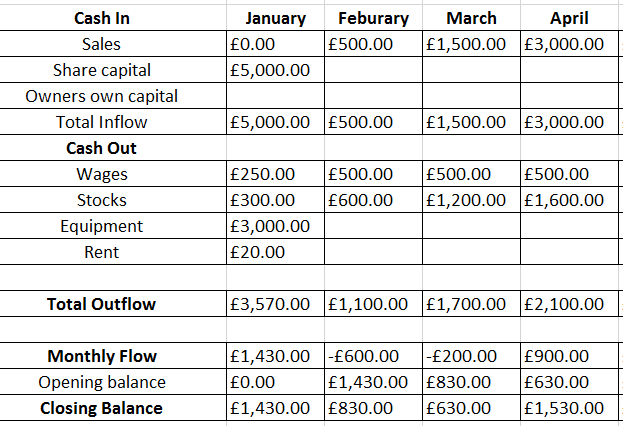 Cash In January Feburary March April
Sales £0.00 £500.00 £1,500.00 £3,000.00
Share capital £5,000.00
Owners own capital
Total Inflow £5,000.00 £500.00 £1,500.00 £3,000.00
Cash Out
Wages £250.00 £500.00 £500.00 £500.00
Stocks £300.00 £600.00 £1,200.00 £1,600.00
Equipment £3,000.00
Rent £20.00
Total Outflow £3,570.00 £1,100.00 £1,700.00 £2,100.00
Monthly Flow £1,430.00 -£600.00 -£200.00 £900.00
Opening balance £0.00 £1,430.00 £830.00 £630.00
Closing Balance £1,430.00 £830.00 £630.00 £1,530.00